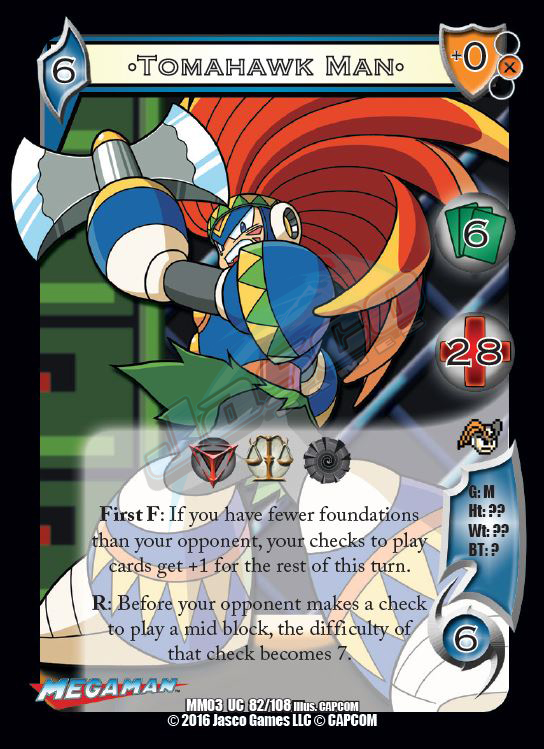 6
•TOMAHAWK MAN•
+0
X
6
28
G: M
Ht: ??
Wt: ??
BT: ?
First F: If you have fewer foundations
than your opponent, your checks to play
cards get +1 for the rest of this turn.
R: Before your opponent makes a check
to play a mid block, the difficulty of
that check becomes 7.
6
MEGAMAN™
MM03 UC 82/108 illus. CAPCOM
© 2016 Jasco Games LLC © CAPCOM